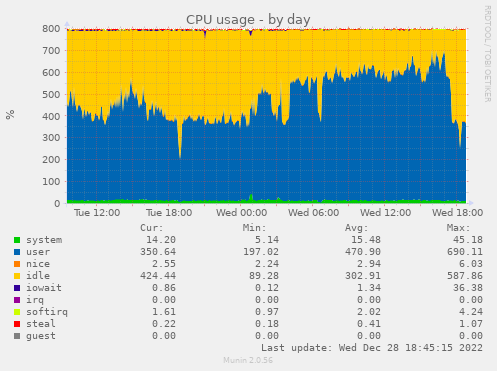 CPU usage - by day
RRDTOOL / TOBI OETIKER
%
800
700
600
500
400
300
200
100
0
Tue 12:00 Tue 18:00 Wed 00:00 Wed 06:00 Wed 12:00 Wed 18:00
Cur: Min: Avg: Max:
system 14.20 5.14 15.48 45.18
user 350.64 197.02 470.90 690.11
nice 2.55 2.24 2.94 6.03
idle 424.44 89.28 302.91 587.86
iowait 0.86 0.12 1.34 36.38
irq 0.00 0.00 0.00 0.00
softirq 1.61 0.97 2.02 4.24
steal 0.22 0.18 0.41 1.07
guest 0.00 0.00 0.00 0.00
Last update: Wed Dec 28 18:45:15 2022
Munin 2.0.56